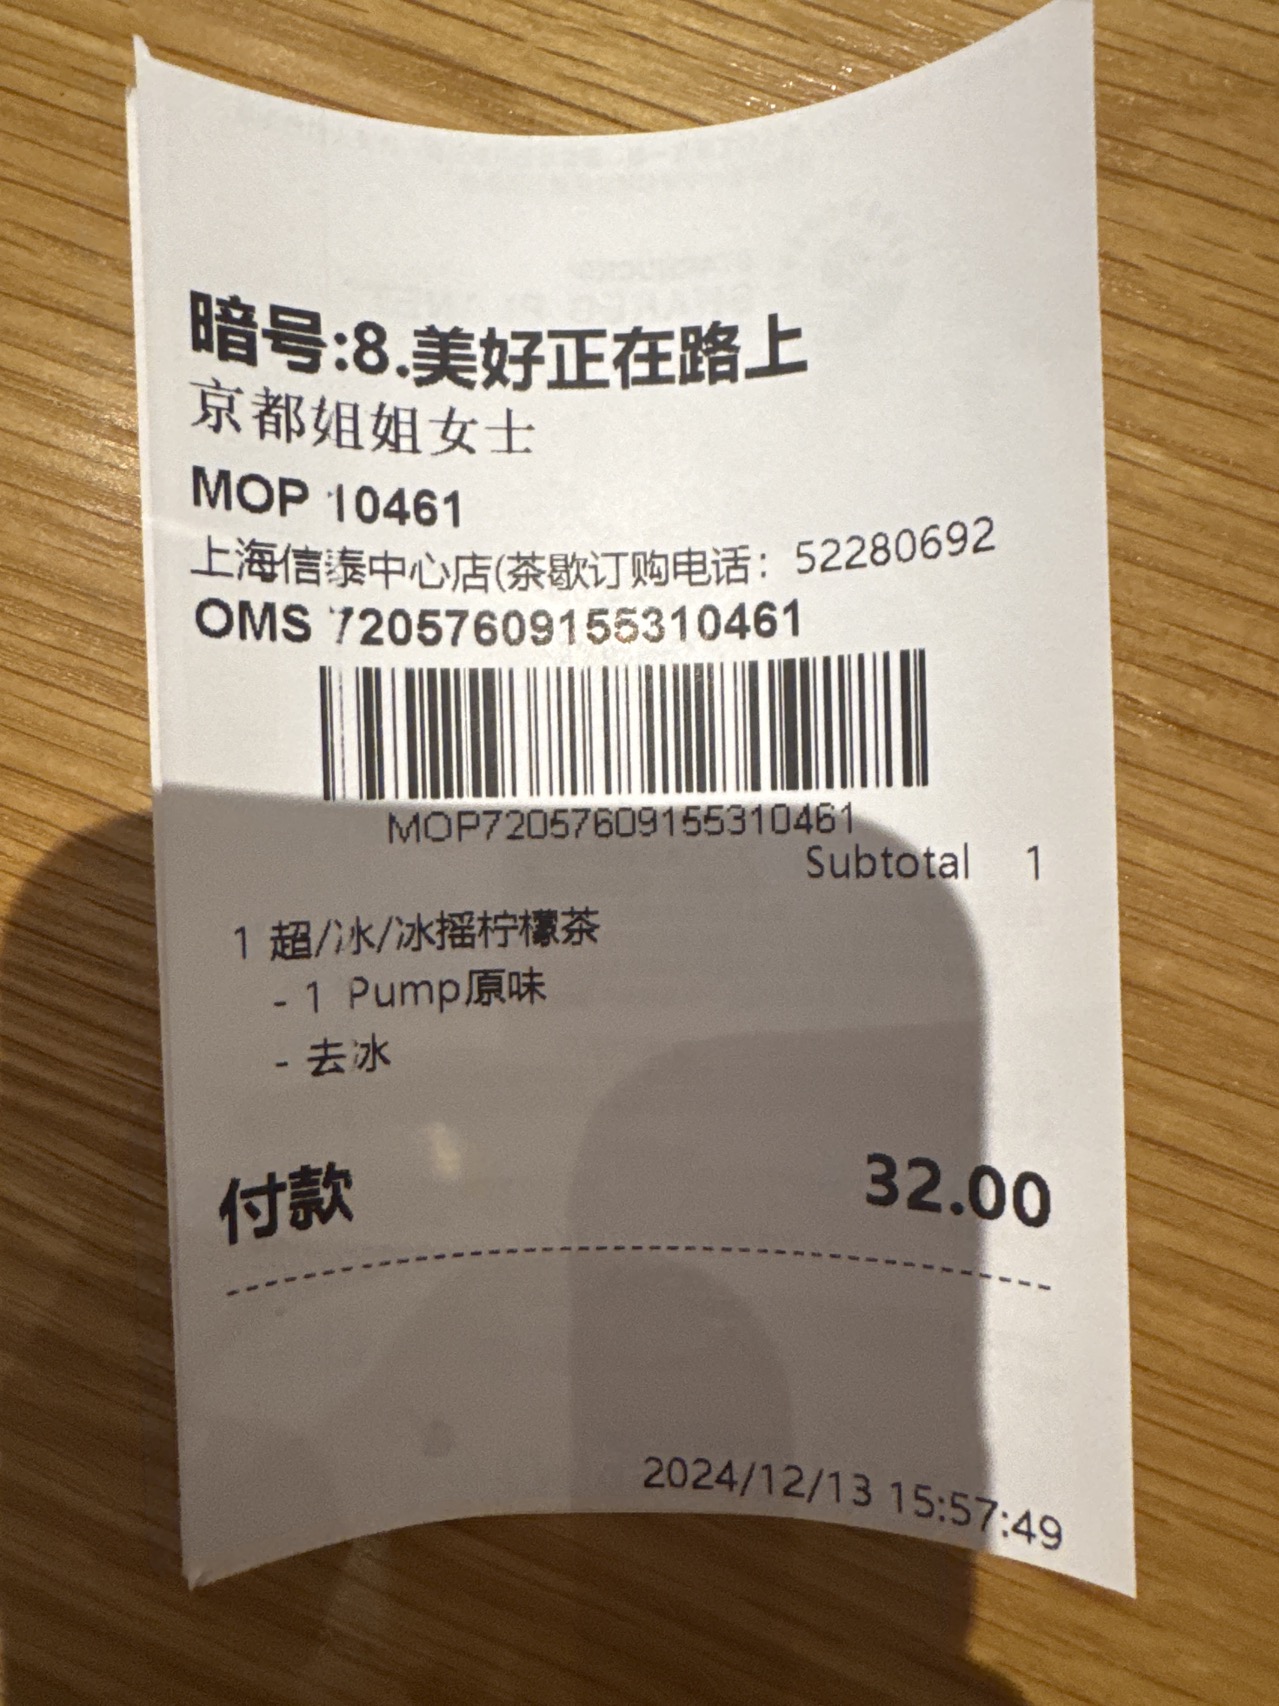 暗号:8.美好正在路上
京都姐姐女士
MOP 10461
上海信泰中心店(茶歇订购电话：52280692
OMS 72057609155310461
MOP72057609155310461
Subtotal 1
1 超/冰/冰摇柠檬茶
- 1 Pump原味
- 去冰
付款 32.00
2024/12/13 15:57:49